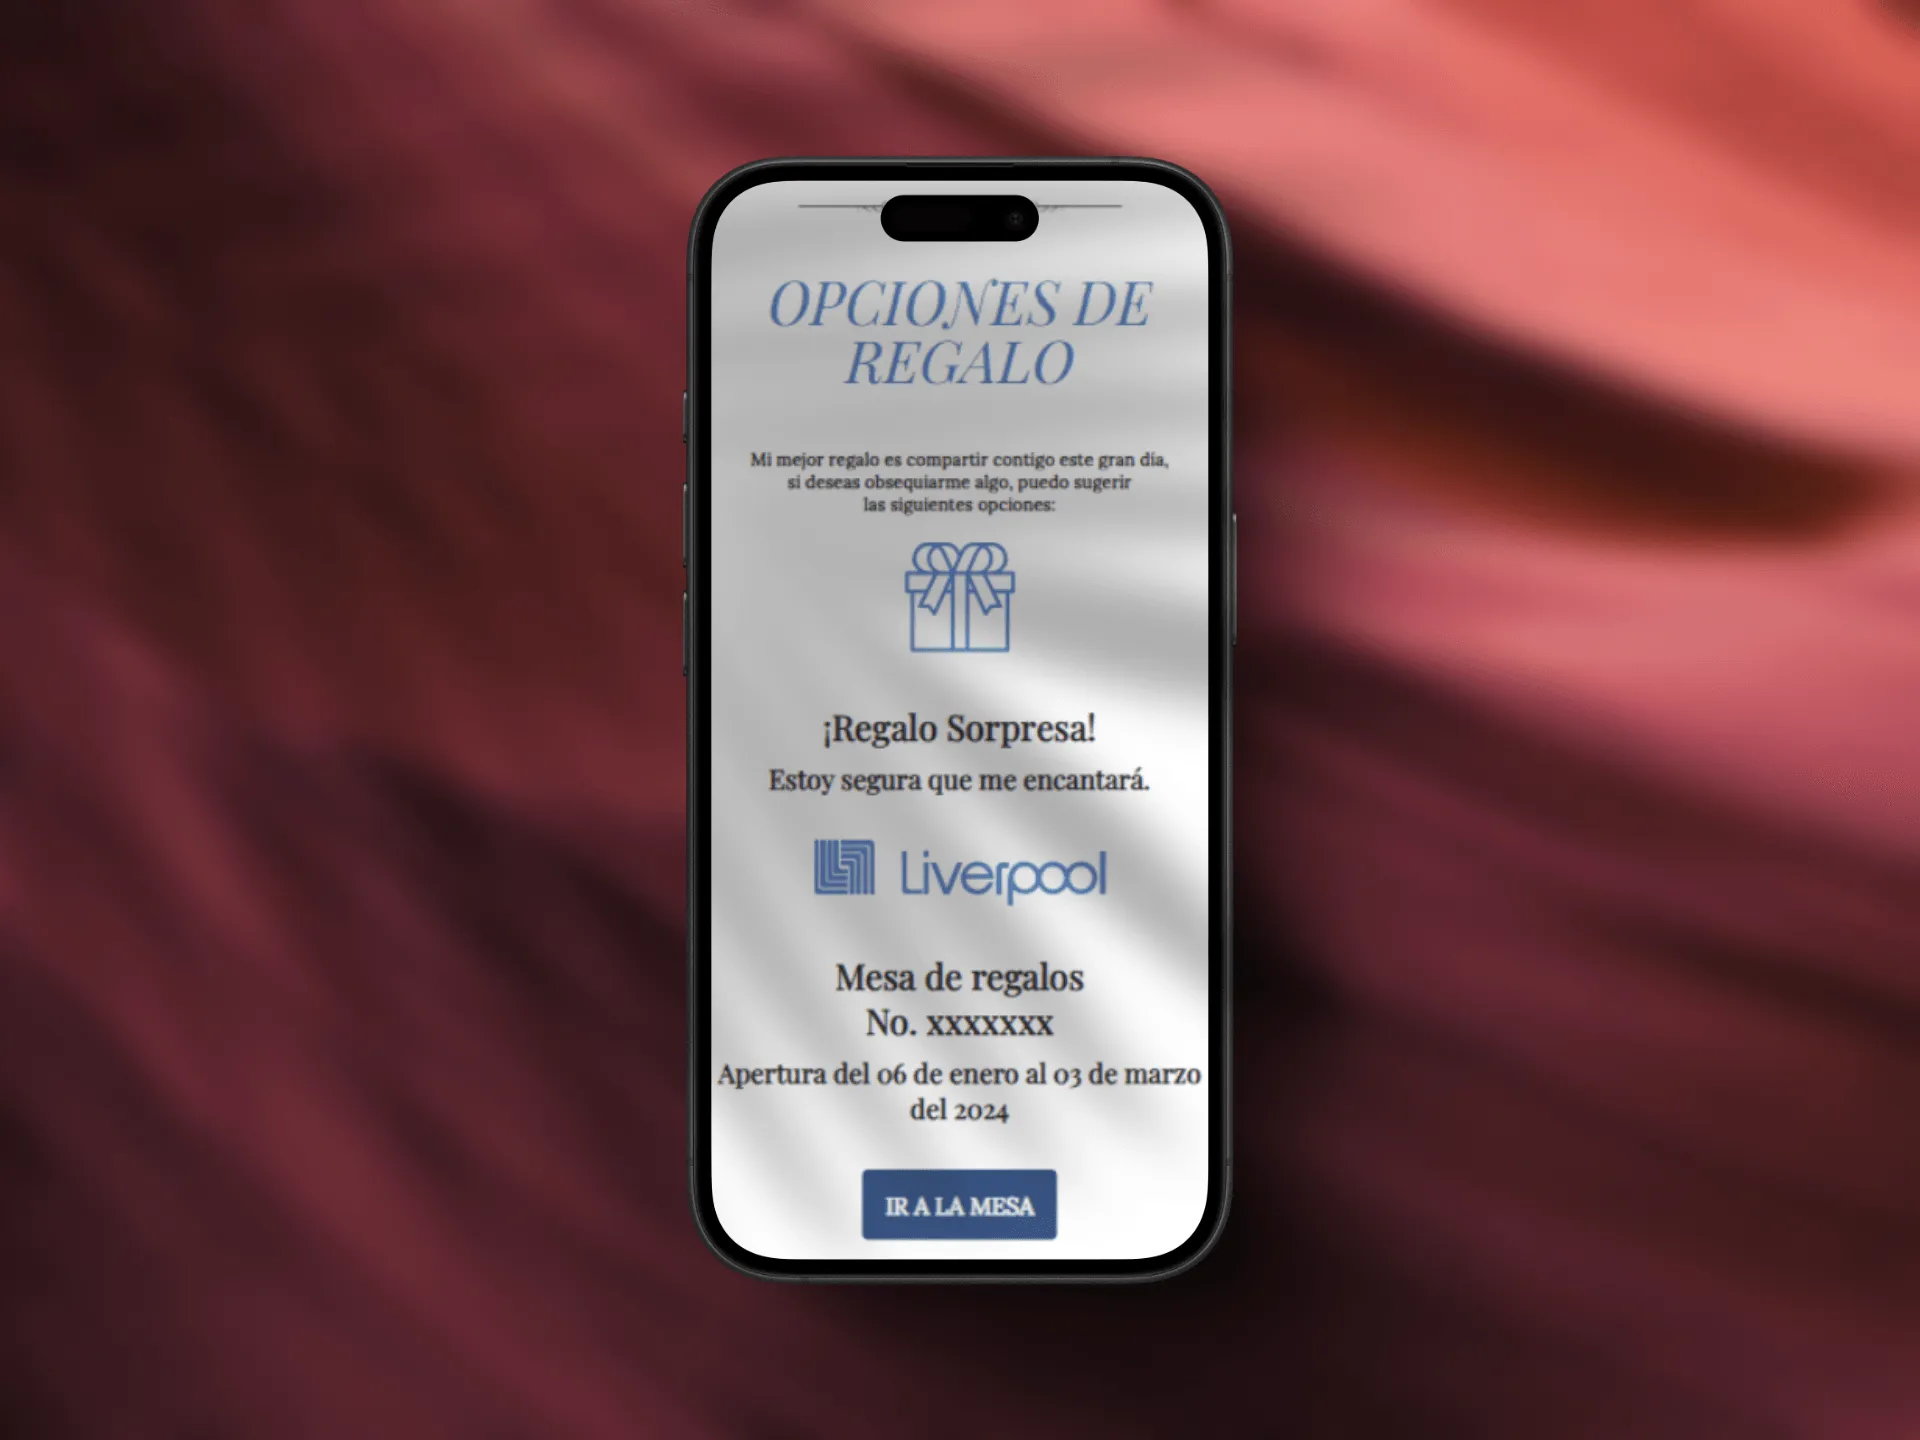 OPCIONES DE
REGALO
Mi mejor regalo es compartir contigo este gran día,
si deseas obsequiarme algo, puedo sugerir
las siguientes opciones:
¡Regalo Sorpresa!
Estoy segura que me encantará.
Liverpool
Mesa de regalos
No. xxxxxxx
Apertura del 06 de enero al 03 de marzo
del 2024
IR A LA MESA